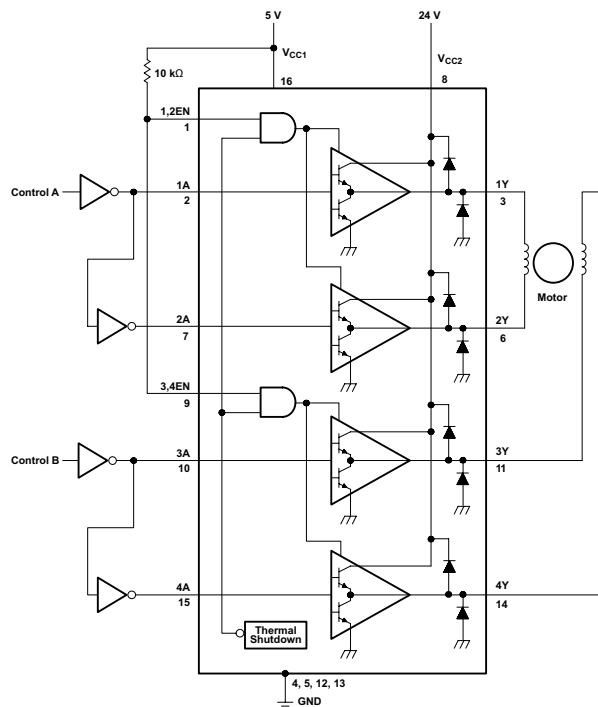 5 V
24 V
VCC1
VCC2
10 kΩ
16
8
1,2EN
1
Control A
1A
2
1Y
3
Motor
2A
7
2Y
6
3,4EN
9
Control B
3A
10
3Y
11
4A
15
4Y
14
Thermal
Shutdown
4, 5, 12, 13
GND